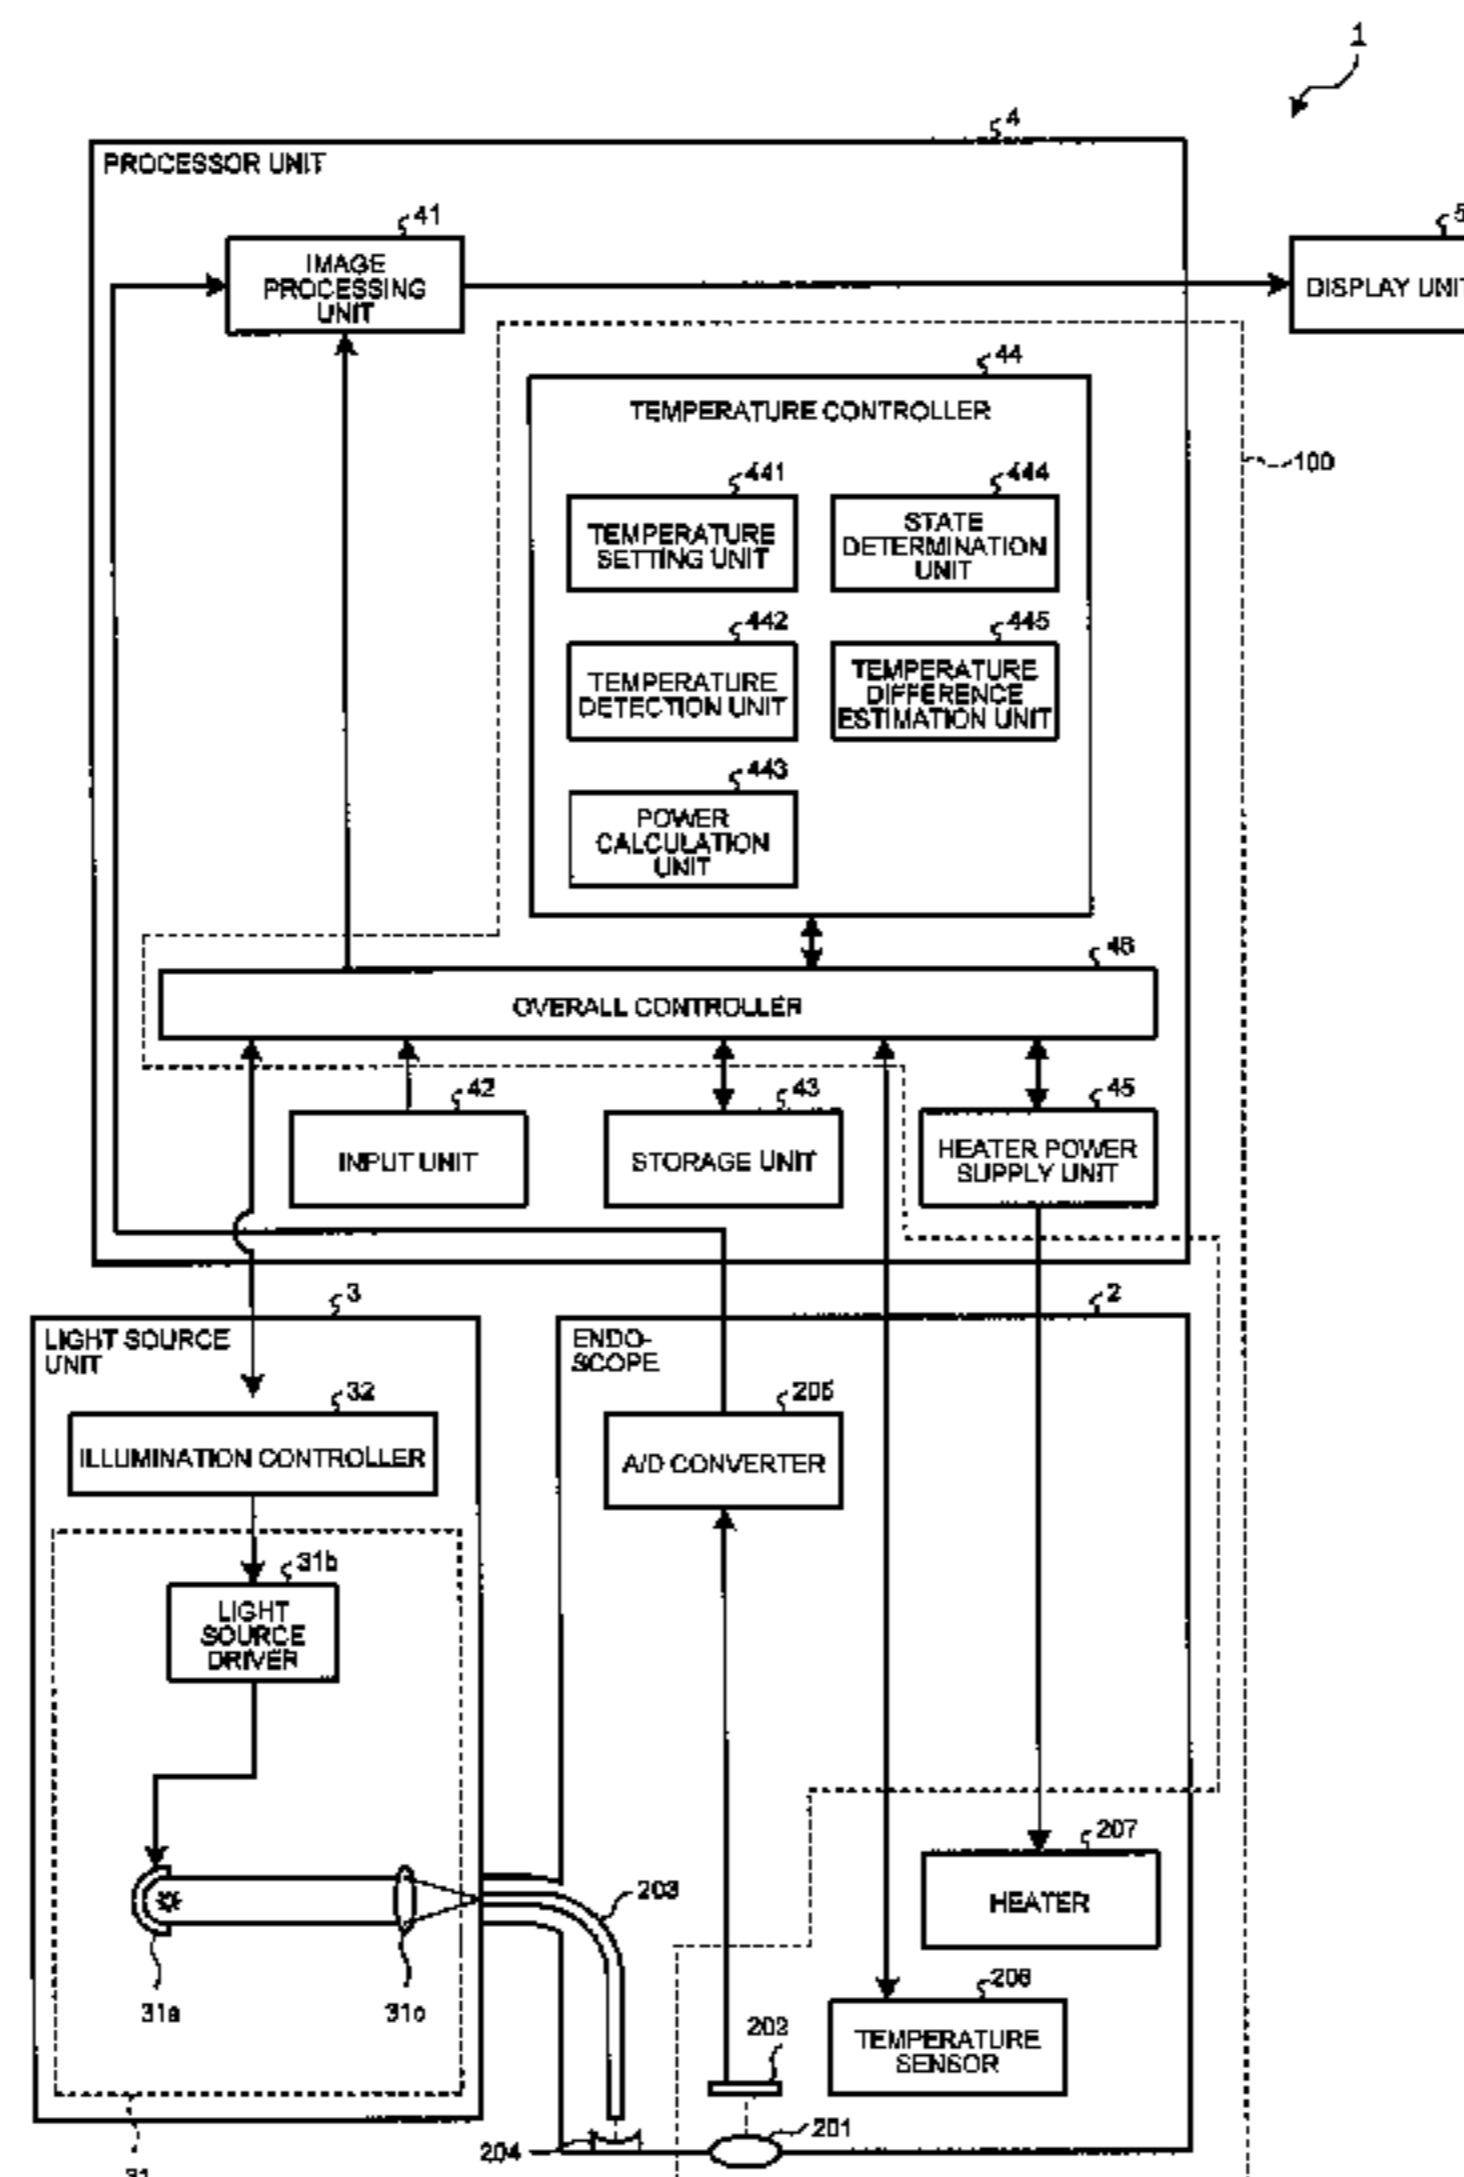 1
4
PROCESSOR UNIT
41
IMAGE
PROCESSING
UNIT
5
DISPLAY UNIT
44
TEMPERATURE CONTROLLER
100
441
TEMPERATURE
SETTING UNIT
444
STATE
DETERMINATION
UNIT
442
TEMPERATURE
DETECTION UNIT
445
TEMPERATURE
DIFFERENCE
ESTIMATION UNIT
443
POWER
CALCULATION
UNIT
46
OVERALL CONTROLLER
42
INPUT UNIT
43
STORAGE UNIT
45
HEATER POWER
SUPPLY UNIT
3
LIGHT SOURCE
UNIT
2
ENDO-
SCOPE
32
ILLUMINATION CONTROLLER
205
A/D CONVERTER
31b
LIGHT
SOURCE
DRIVER
207
HEATER
203
31a
31c
206
TEMPERATURE
SENSOR
202
201
204
31